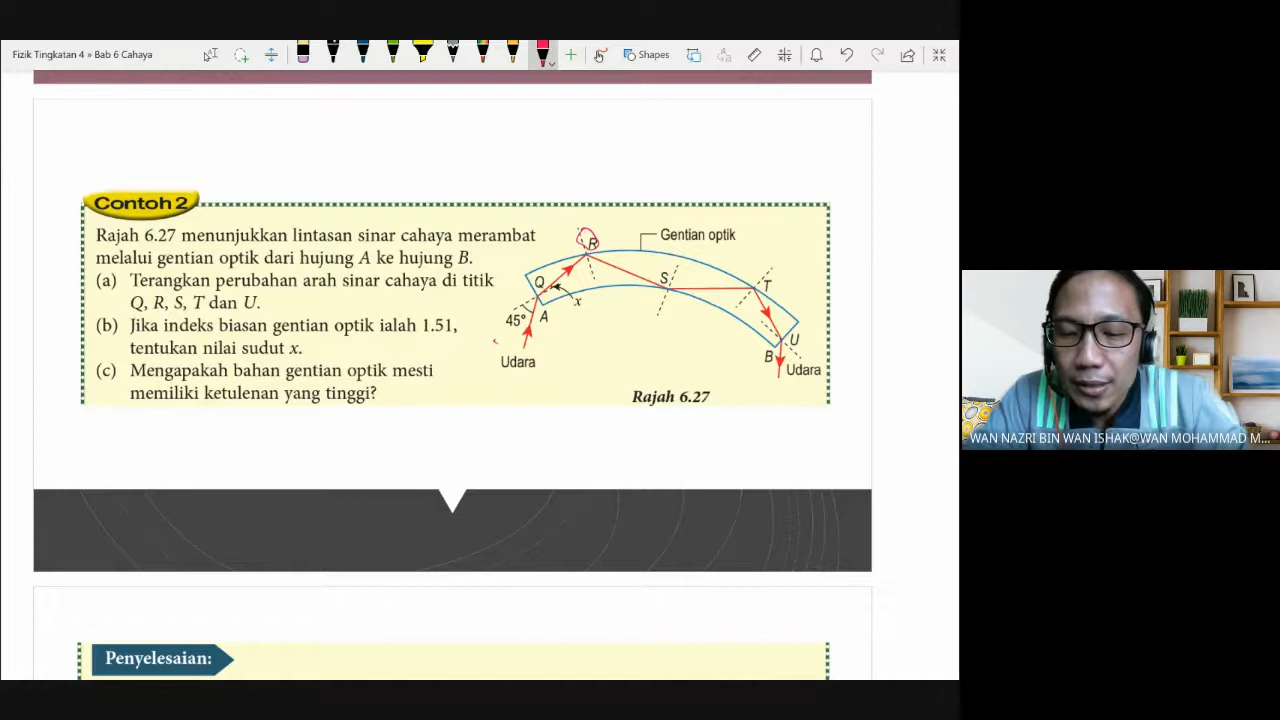 Fizik Tingkatan 4 » Bab 6 Cahaya
Shapes
Contoh 2
Rajah 6.27 menunjukkan lintasan sinar cahaya merambat
melalui gentian optik dari hujung A ke hujung B.
(a) Terangkan perubahan arah sinar cahaya di titik
Q, R, S, T dan U.
(b) Jika indeks biasan gentian optik ialah 1.51,
tentukan nilai sudut x.
(c) Mengapakah bahan gentian optik mesti
memiliki ketulenan yang tinggi?
R
Gentian optik
Q
S
T
x
45°
A
U
B
Udara
Udara
Rajah 6.27
WAN NAZRI BIN WAN ISHAK@WAN MOHAMMAD M...
Penyelesaian: